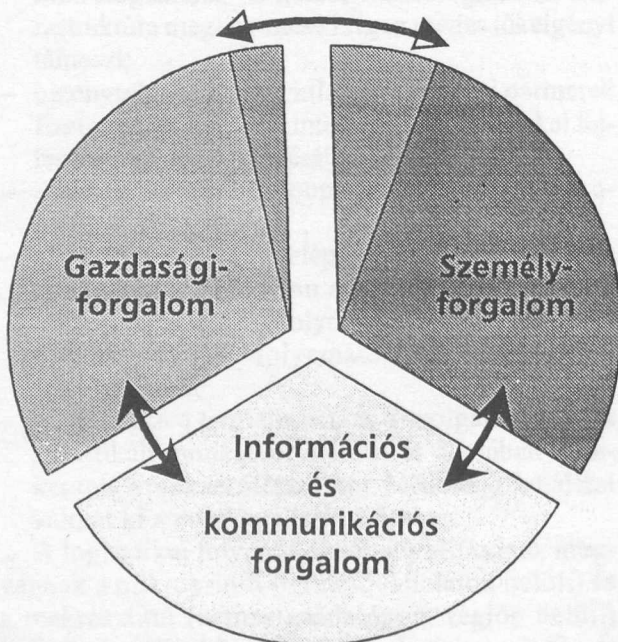 Gazdasági-
forgalom
Személy-
forgalom
Információs
és
kommunikációs
forgalom